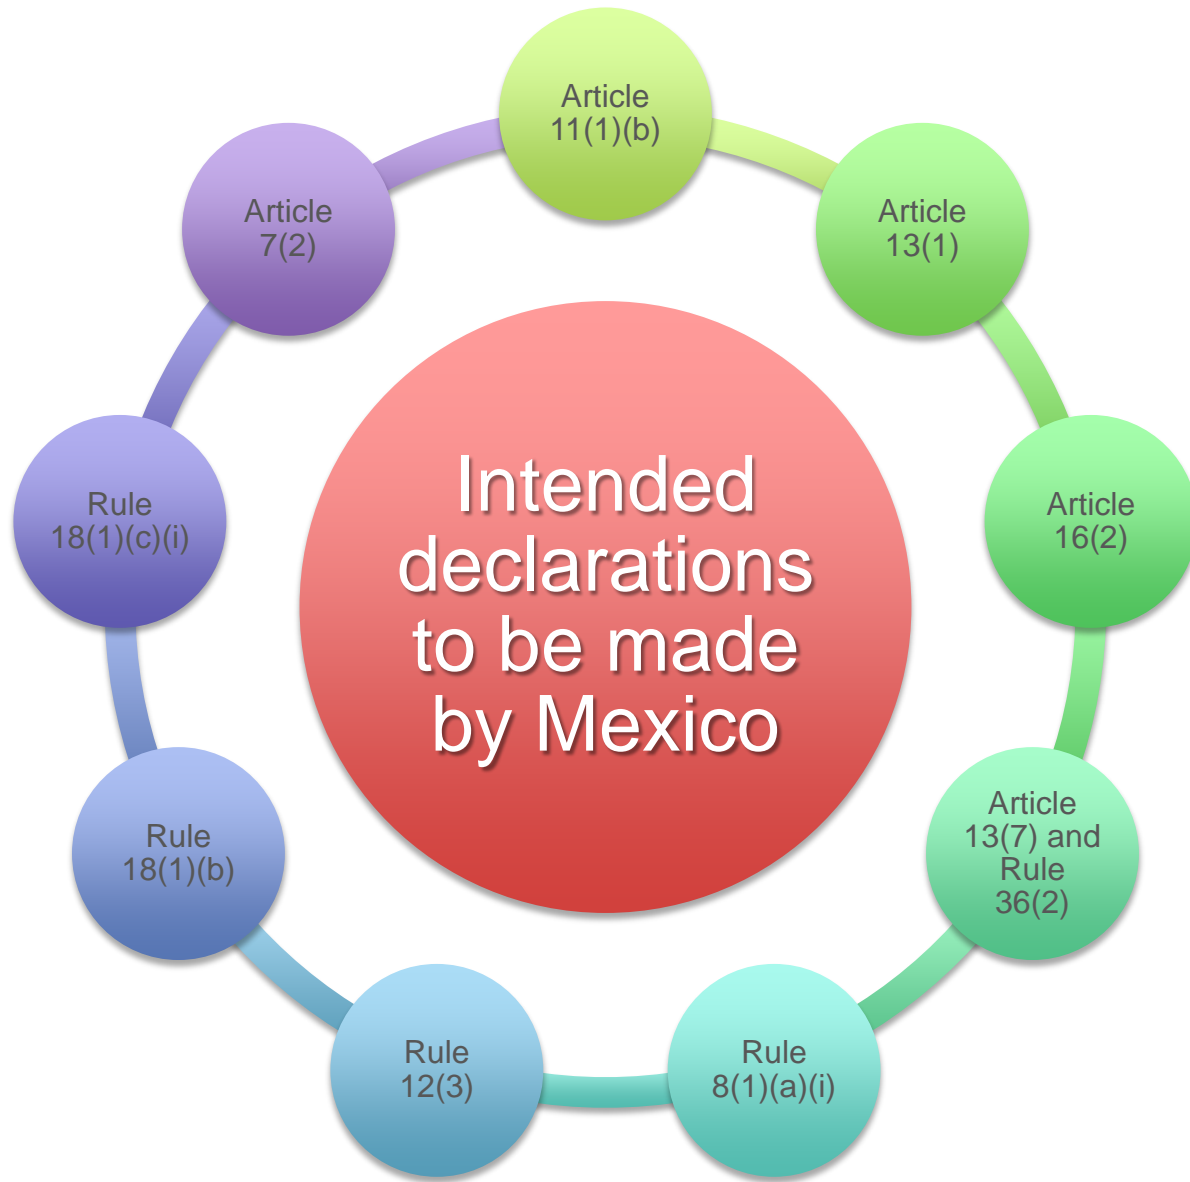 Article
11(1)(b)
Article
13(1)
Article
16(2)
Article
13(7) and
Rule
36(2)
Rule
8(1)(a)(i)
Rule
12(3)
Rule
18(1)(b)
Rule
18(1)(c)(i)
Article
7(2)
Intended
declarations
to be made
by Mexico